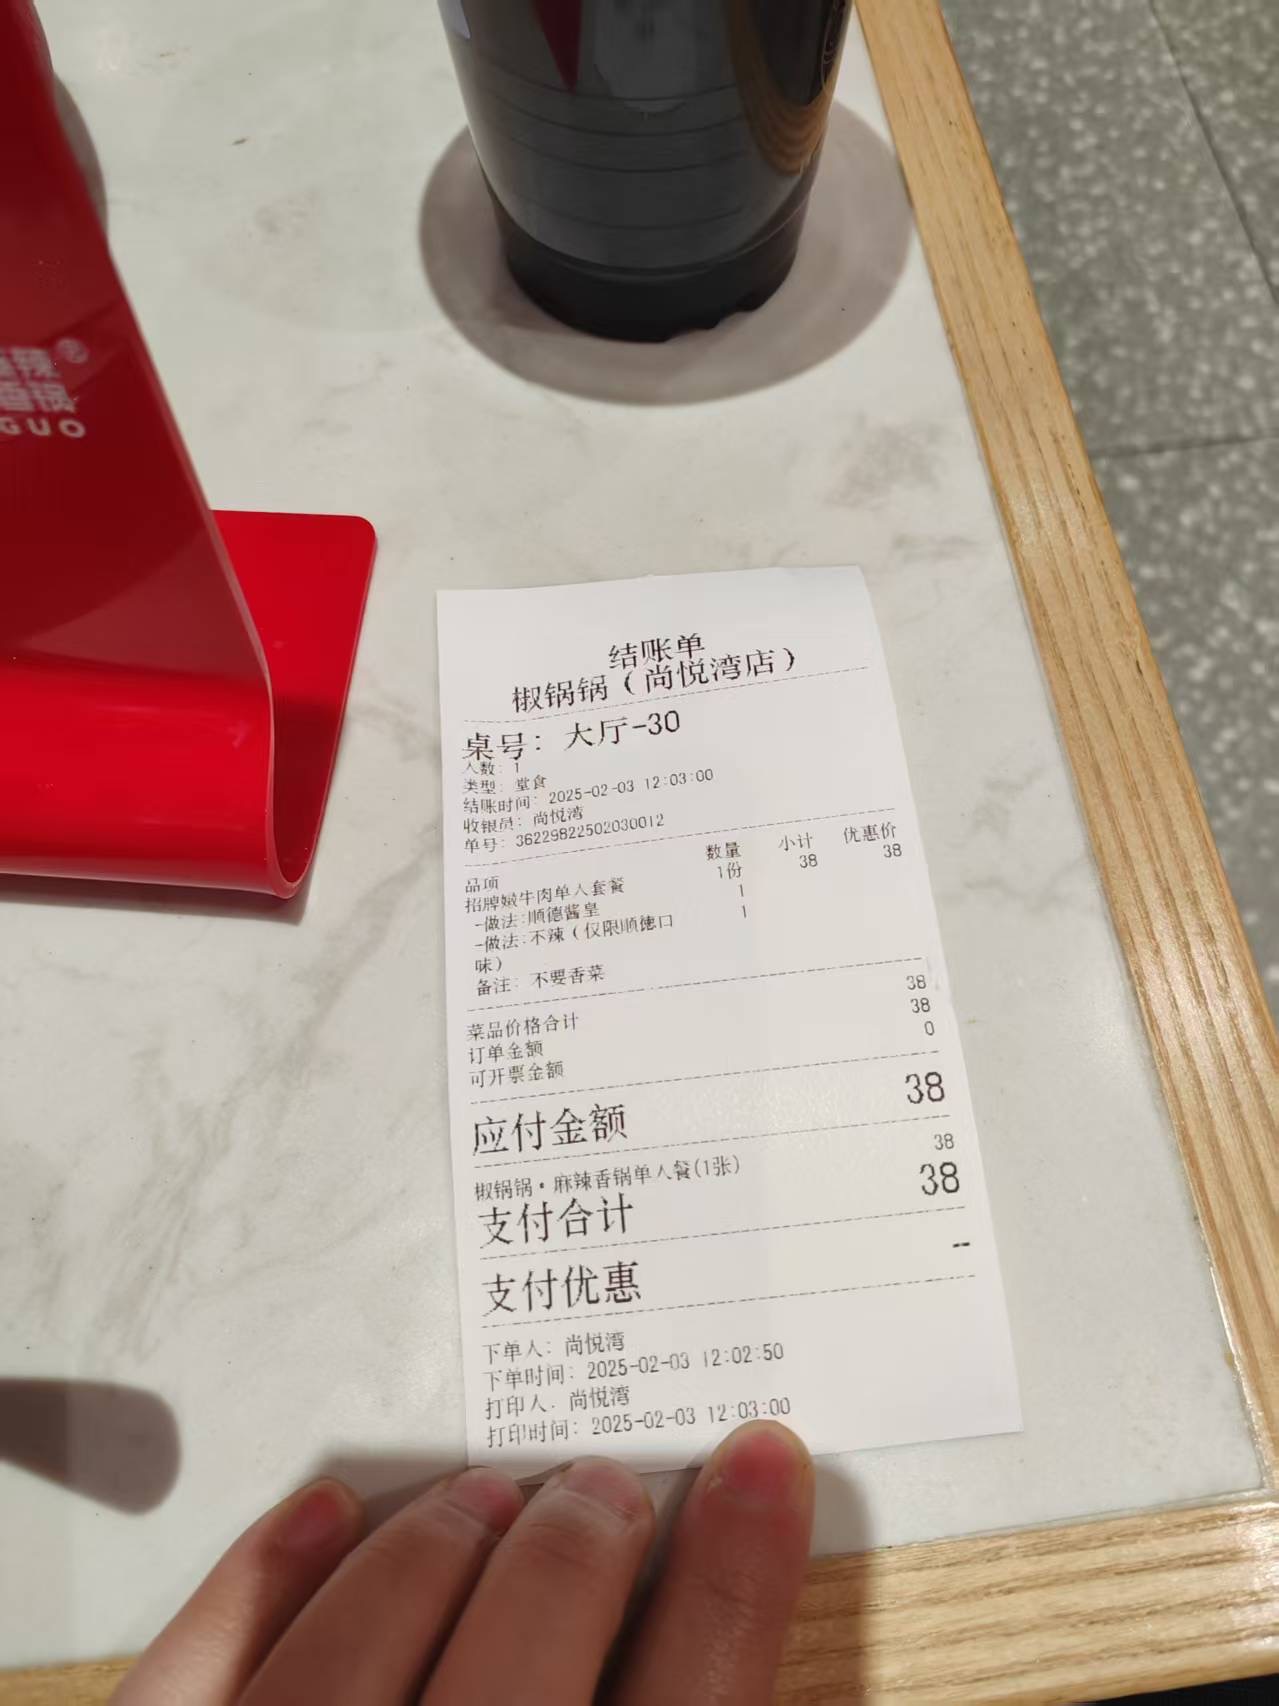 辣®
香锅
GUO
结账单
椒锅锅（尚悦湾店）
桌号: 大厅-30
人数: 1
类型: 堂食
结账时间: 2025-02-03 12:03:00
收银员: 尚悦湾
单号: 36229822502030012
品项 数量 小计 优惠价
招牌嫩牛肉单人套餐 1份 38 38
-做法:顺德酱皇 1
-做法:不辣（仅限顺德口 1
味）
备注: 不要香菜
菜品价格合计 38
订单金额 38
可开票金额 0
应付金额 38
椒锅锅•麻辣香锅单人餐(1张) 38
支付合计 38
支付优惠 --
下单人: 尚悦湾
下单时间: 2025-02-03 12:02:50
打印人: 尚悦湾
打印时间: 2025-02-03 12:03:00